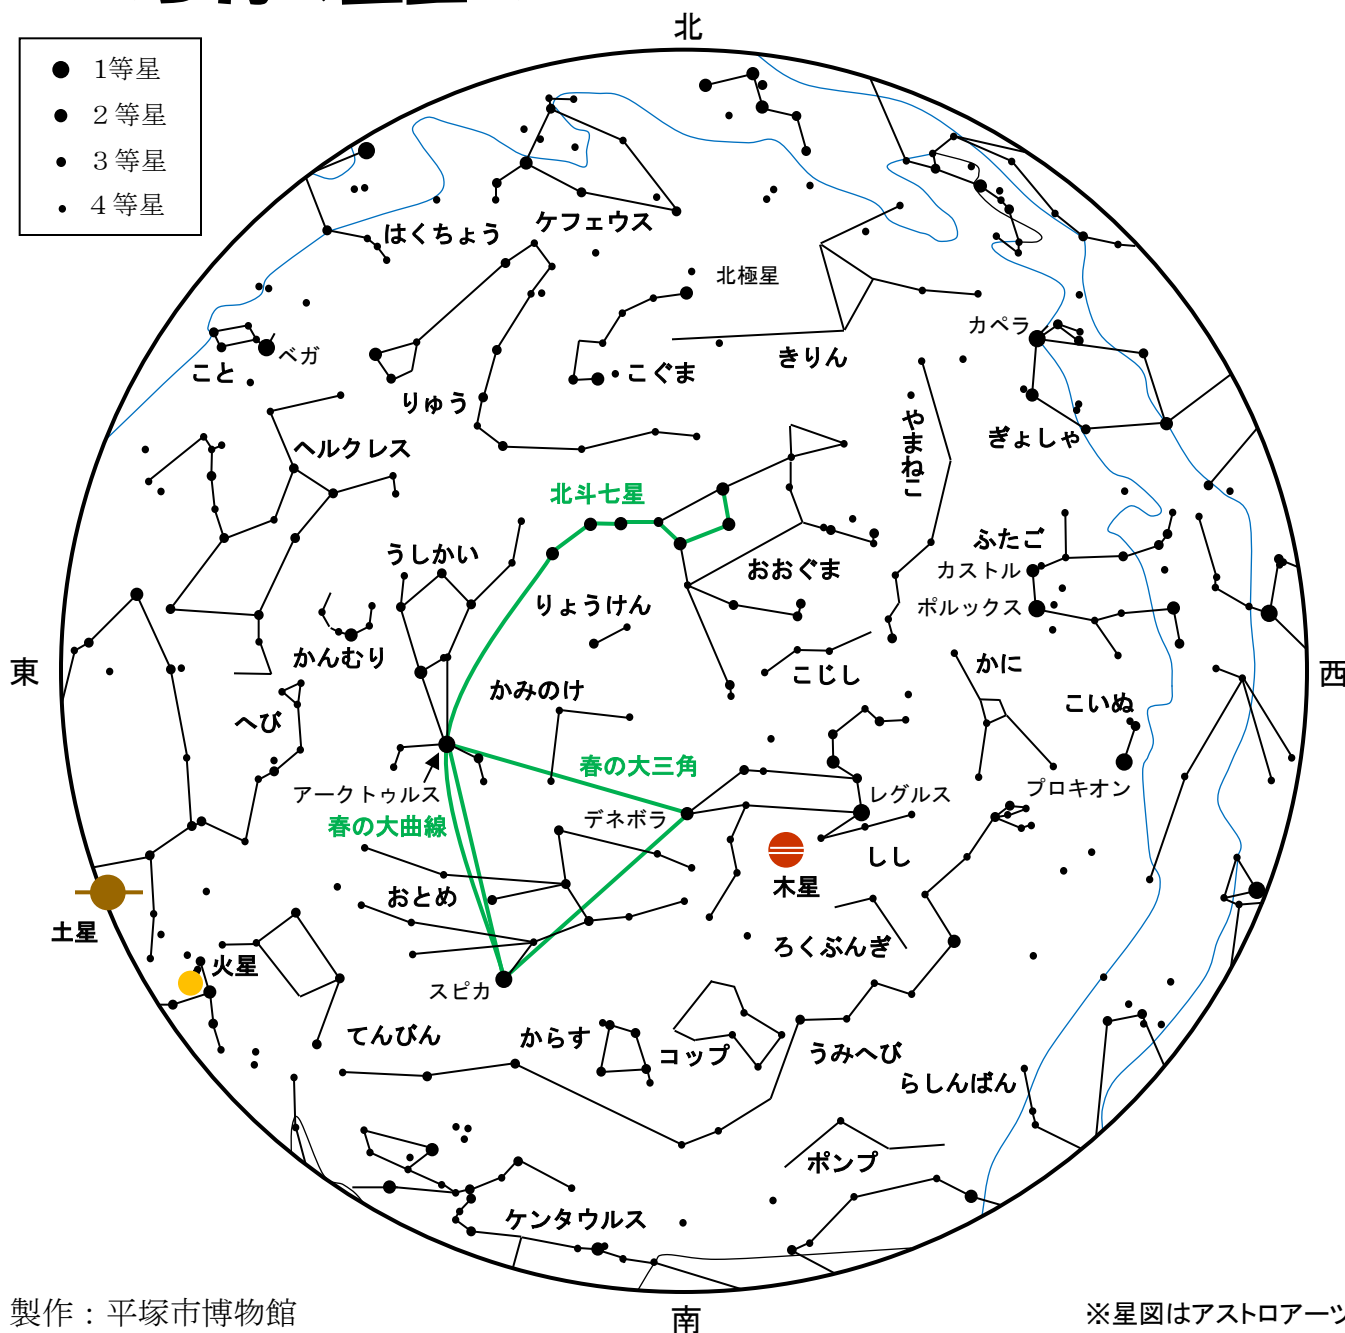 北
1等星
２等星
３等星
４等星
はくちょう
ケフェウス
北極星
カペラ
こと
ベガ
りゅう
こぐま
きりん
やまねこ
ぎょしゃ
ヘルクレス
北斗七星
うしかい
おおぐま
ふたご
カストル
ポルックス
りょうけん
東
かんむり
かみのけ
こじし
かに
こいぬ
西
へび
春の大三角
アークトゥルス
春の大曲線
デネボラ
レグルス
プロキオン
しし
木星
おとめ
土星
火星
スピカ
ろくぶんぎ
てんびん
からす
コップ
うみへび
らしんばん
ポンプ
ケンタウルス
製作：平塚市博物館
南
※星図はアストロアーツ